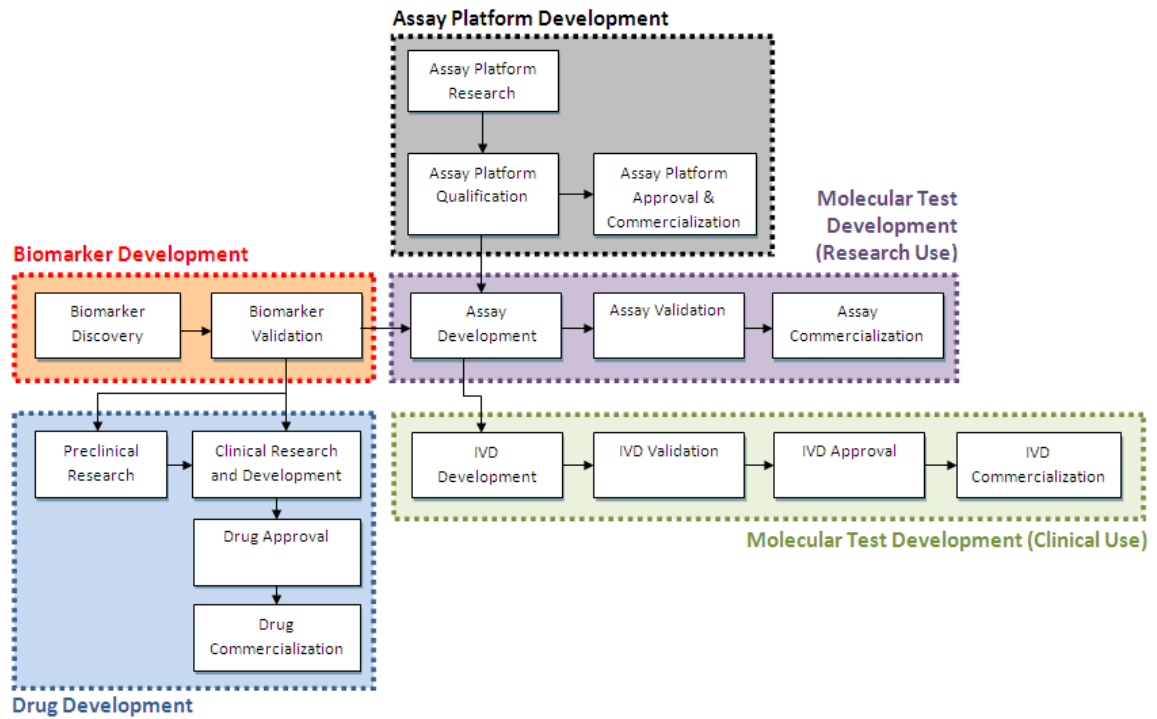 Assay Platform Development
Assay Platform
Research
Assay Platform
Qualification
Assay Platform
Approval &
Commercialization
Molecular Test
Development
(Research Use)
Biomarker Development
Biomarker
Discovery
Biomarker
Validation
Assay
Development
Assay Validation
Assay
Commercialization
Preclinical
Research
Clinical Research
and Development
Drug Approval
Drug
Commercialization
Drug Development
IVD
Development
IVD Validation
IVD Approval
IVD
Commercialization
Molecular Test Development (Clinical Use)